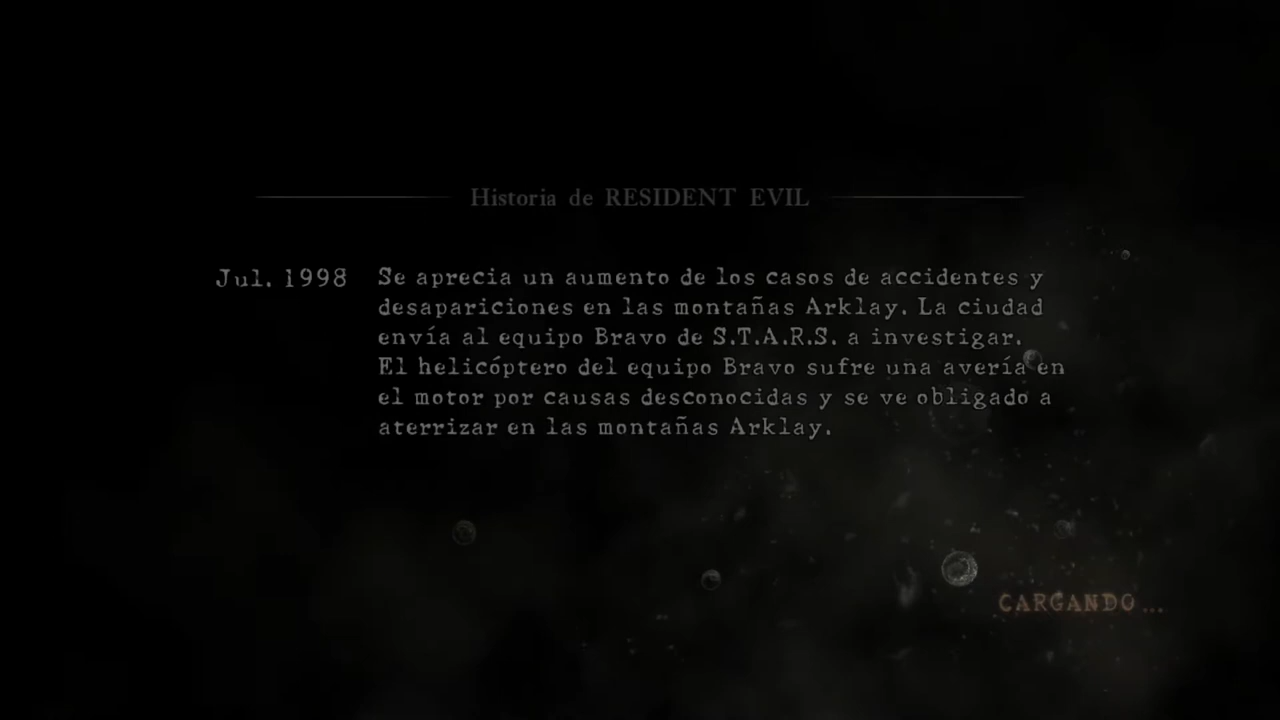 Historia de RESIDENT EVIL
Jul. 1998 Se aprecia un aumento de los casos de accidentes y
desapariciones en las montañas Arklay. La ciudad
envía al equipo Bravo de S.T.A.R.S. a investigar.
El helicóptero del equipo Bravo sufre una avería en
el motor por causas desconocidas y se ve obligado a
aterrizar en las montañas Arklay.
CARGANDO...